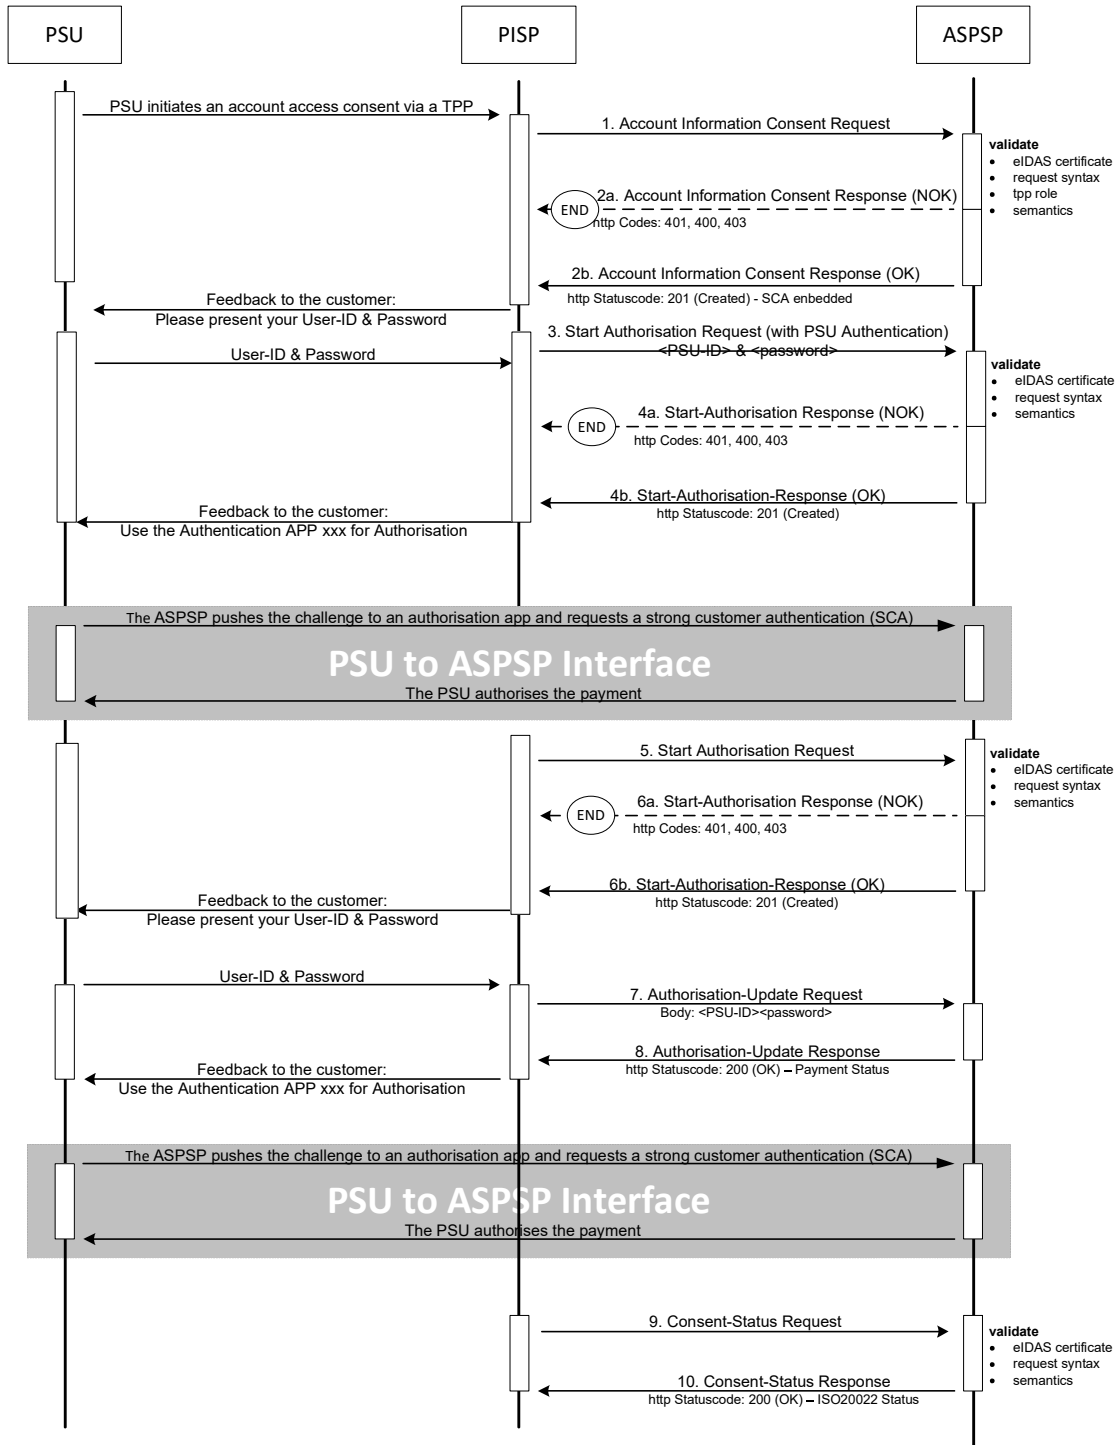 PSU
PISP
ASPSP
PSU initiates an account access consent via a TPP
1. Account Information Consent Request
validate
• eIDAS certificate
• request syntax
• tpp role
• semantics
2a. Account Information Consent Response (NOK)
END
http Codes: 401, 400, 403
2b. Account Information Consent Response (OK)
http Statuscode: 201 (Created) - SCA enbedded
Feedback to the customer:
Please present your User-ID & Password
3. Start Authorisation Request (with PSU Authentication)
<PSU-ID> & <password>
User-ID & Password
validate
• eIDAS certificate
• request syntax
• semantics
4a. Start-Authorisation Response (NOK)
END
http Codes: 401, 400, 403
4b. Start-Authorisation-Response (OK)
http Statuscode: 201 (Created)
Feedback to the customer:
Use the Authentication APP xxx for Authorisation
The ASPSP pushes the challenge to an authorisation app and requests a strong customer authentication (SCA)
PSU to ASPSP Interface
The PSU authorises the payment
5. Start Authorisation Request
validate
• eIDAS certificate
• request syntax
• semantics
6a. Start-Authorisation Response (NOK)
END
http Codes: 401, 400, 403
6b. Start-Authorisation-Response (OK)
http Statuscode: 201 (Created)
Feedback to the customer:
Please present your User-ID & Password
User-ID & Password
7. Authorisation-Update Request
Body: <PSU-ID><password>
8. Authorisation-Update Response
http Statuscode: 200 (OK) – Payment Status
Feedback to the customer:
Use the Authentication APP xxx for Authorisation
The ASPSP pushes the challenge to an authorisation app and requests a strong customer authentication (SCA)
PSU to ASPSP Interface
The PSU authorises the payment
9. Consent-Status Request
validate
• eIDAS certificate
• request syntax
• semantics
10. Consent-Status Response
http Statuscode: 200 (OK) – ISO20022 Status